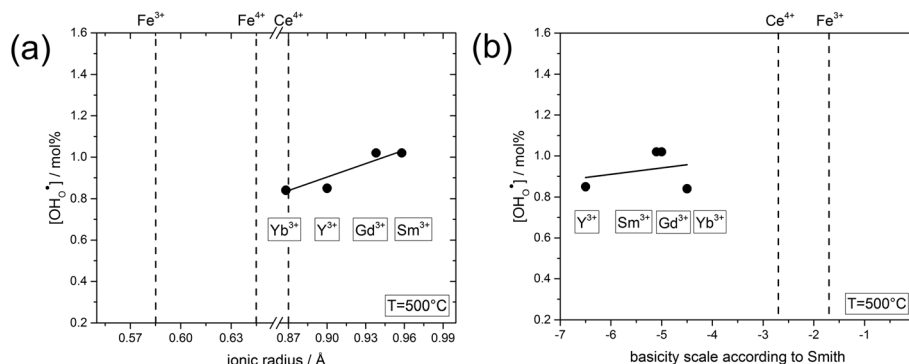 Fe³⁺ Fe⁴⁺ Ce⁴⁺
(a)
1.6
1.4
1.2
1.0
0.8
0.6
0.4
0.2
[OH_O^•] / mol%
Yb³⁺ Y³⁺ Gd³⁺ Sm³⁺
T=500°C
0.57 0.60 0.63 0.87 0.90 0.93 0.96 0.99
ionic radius / Å
Ce⁴⁺ Fe³⁺
(b)
1.6
1.4
1.2
1.0
0.8
0.6
0.4
0.2
[OH_O^•] / mol%
Y³⁺ Sm³⁺ Gd³⁺ Yb³⁺
T=500°C
-7 -6 -5 -4 -3 -2 -1
basicity scale according to Smith